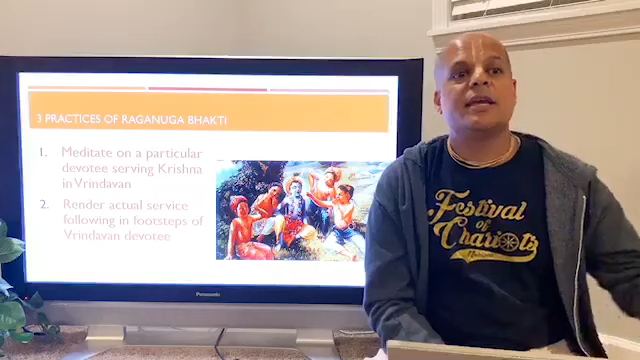 3 PRACTICES OF RAGANUGA BHAKTI
1. Meditate on a particular
devotee serving Krishna
in Vrindavan
2. Render actual service
following in footsteps of
Vrindavan devotee
Panasonic
Festival
of
Chariots